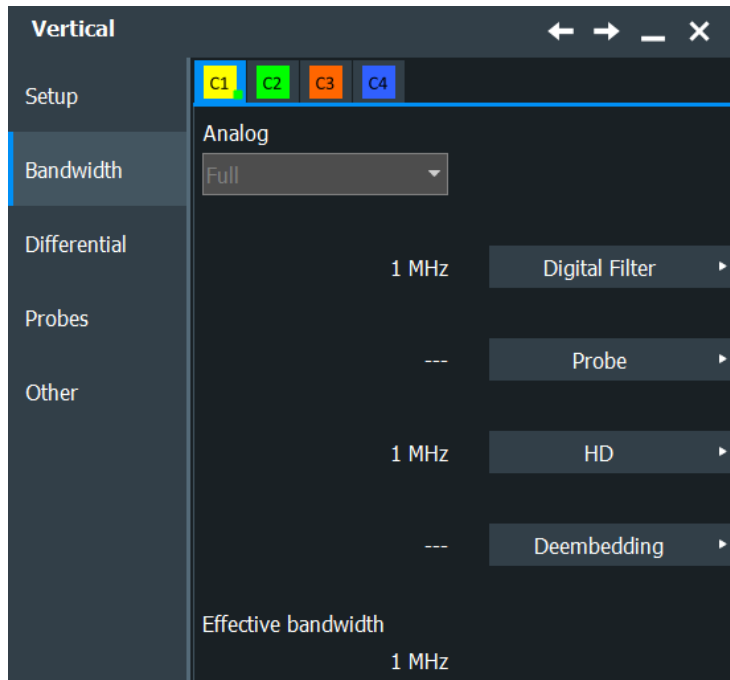 Vertical
Setup
Bandwidth
Differential
Probes
Other
C1 C2 C3 C4
Analog
Full
1 MHz Digital Filter
--- Probe
1 MHz HD
--- Deembedding
Effective bandwidth
1 MHz